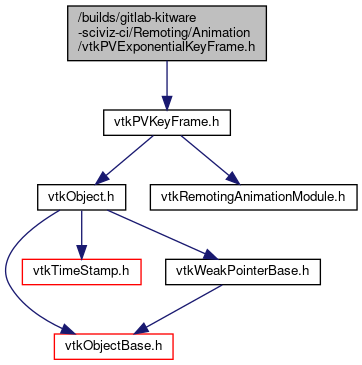 /builds/gitlab-kitware
-sciviz-ci/Remoting/Animation
/vtkPVExponentialKeyFrame.h
vtkPVKeyFrame.h
vtkObject.h
vtkRemotingAnimationModule.h
vtkTimeStamp.h
vtkWeakPointerBase.h
vtkObjectBase.h